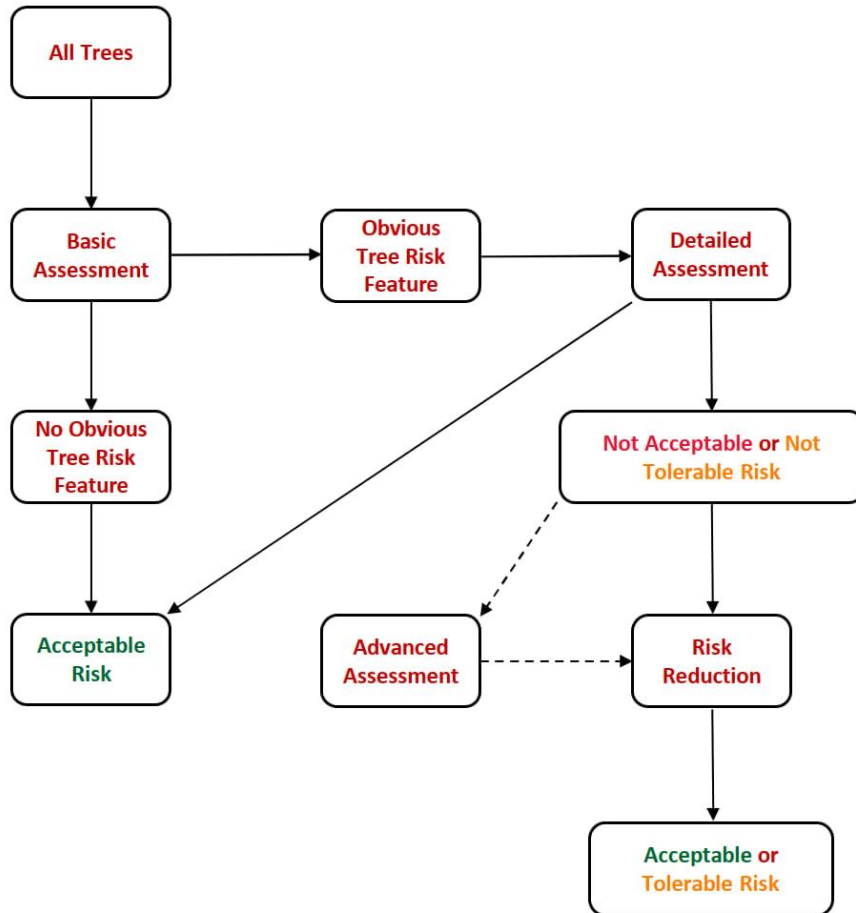 All Trees
Basic
Assessment
Obvious
Tree Risk
Feature
Detailed
Assessment
No Obvious
Tree Risk
Feature
Not Acceptable or Not
Tolerable Risk
Acceptable
Risk
Advanced
Assessment
Risk
Reduction
Acceptable or
Tolerable Risk